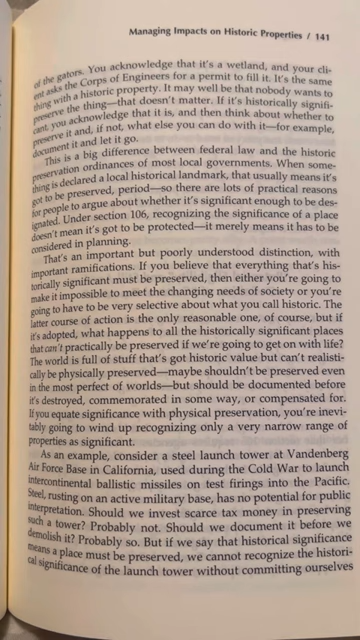 Managing Impacts on Historic Properties / 141
of the gators. You acknowledge that it's a wetland, and your cli-
ent asks the Corps of Engineers for a permit to fill it. It's the same
thing with a historic property. It may well be that nobody wants to
preserve the thing—that doesn't matter. If it's historically signifi-
cant, you acknowledge that it is, and then think about whether to
preserve it and, if not, what else you can do with it—for example,
document it and let it go.
This is a big difference between federal law and the historic
preservation ordinances of most local governments. When some-
thing is declared a local historical landmark, that usually means it's
got to be preserved, period—so there are lots of practical reasons
for people to argue about whether it's significant enough to be des-
ignated. Under section 106, recognizing the significance of a place
doesn't mean it's got to be protected—it merely means it has to be
considered in planning.
That's an important but poorly understood distinction, with
important ramifications. If you believe that everything that's his-
torically significant must be preserved, then either you're going to
make it impossible to meet the changing needs of society or you're
going to have to be very selective about what you call historic. The
latter course of action is the only reasonable one, of course, but if
it's adopted, what happens to all the historically significant places
that can't practically be preserved if we're going to get on with life?
The world is full of stuff that's got historic value but can't realisti-
cally be physically preserved—maybe shouldn't be preserved even
in the most perfect of worlds—but should be documented before
it's destroyed, commemorated in some way, or compensated for.
If you equate significance with physical preservation, you're inevi-
tably going to wind up recognizing only a very narrow range of
properties as significant.
As an example, consider a steel launch tower at Vandenberg
Air Force Base in California, used during the Cold War to launch
intercontinental ballistic missiles on test firings into the Pacific.
Steel, rusting on an active military base, has no potential for public
interpretation. Should we invest scarce tax money in preserving
such a tower? Probably not. Should we document it before we
demolish it? Probably so. But if we say that historical significance
means a place must be preserved, we cannot recognize the histori-
cal significance of the launch tower without committing ourselves